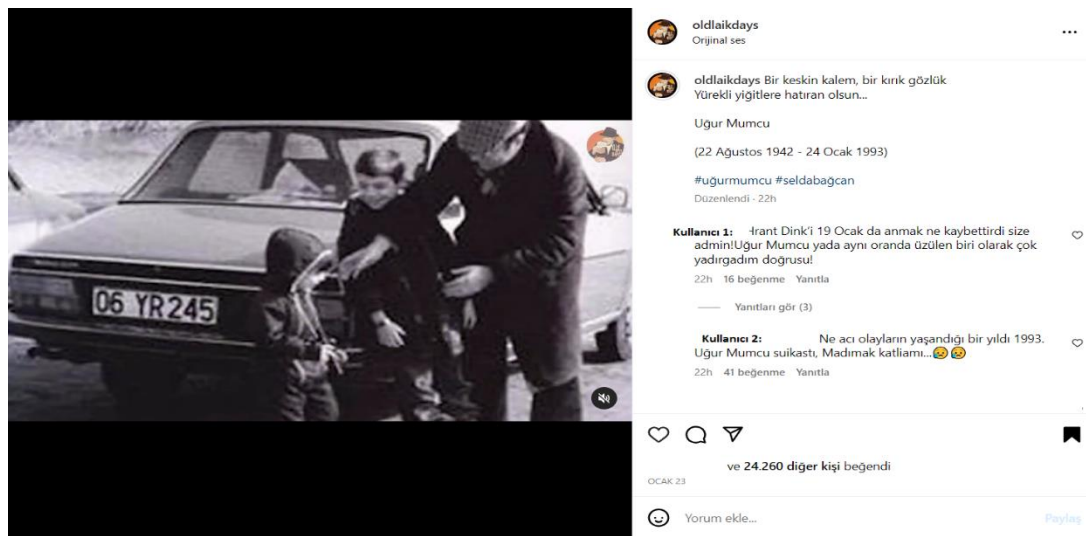 oldlaikdays
Orijinal ses
oldlaikdays Bir keskin kalem, bir kırık gözlük
Yürekli yiğitlere hatıran olsun...
Uğur Mumcu
(22 Ağustos 1942 - 24 Ocak 1993)
#uğurmumcu #seldabağcan
Düzenlendi · 22h
Kullanıcı 1: Hrant Dink'i 19 Ocak da anmak ne kaybettirdi size
admin!Uğur Mumcu yada aynı oranda üzülen biri olarak çok
yadırgadım doğrusu!
22h 16 beğenme Yanıtla
Yanıtları gör (3)
Kullanıcı 2: Ne acı olayların yaşandığı bir yıldı 1993.
Uğur Mumcu suikastı, Madımak katliamı...😥😥
22h 41 beğenme Yanıtla
ve 24.260 diğer kişi beğendi
OCAK 23
Yorum ekle...
Paylaş
06 YR 245